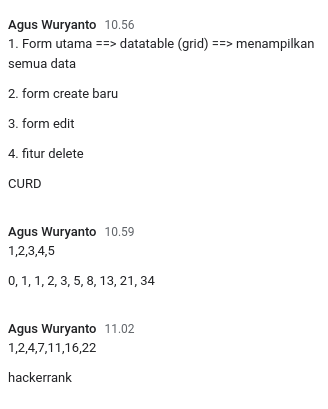 Agus Wuryanto 10.56
1. Form utama ==> datatable (grid) ==> menampilkan
semua data
2. form create baru
3. form edit
4. fitur delete
CURD
Agus Wuryanto 10.59
1,2,3,4,5
0, 1, 1, 2, 3, 5, 8, 13, 21, 34
Agus Wuryanto 11.02
1,2,4,7,11,16,22
hackerrank